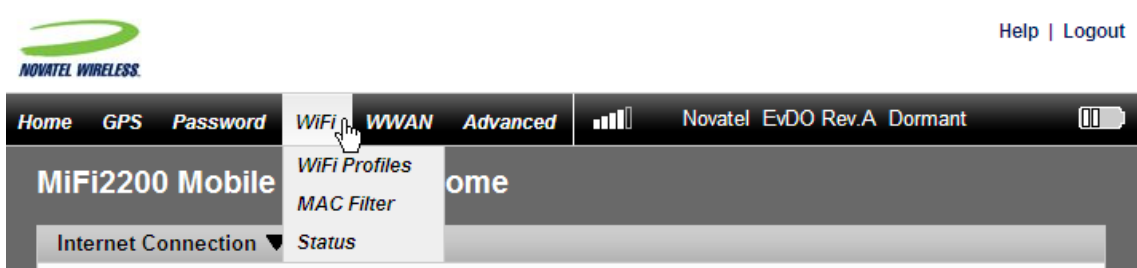 Help | Logout
NOVATEL WIRELESS.
Home GPS Password WiFi WWAN Advanced Novatel EvDO Rev.A Dormant
WiFi Profiles
MiFi2200 Mobile ome
MAC Filter
Internet Connection ▼ Status